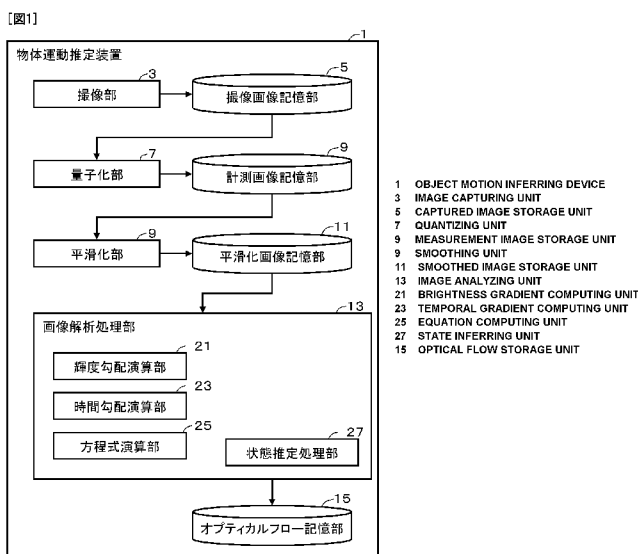 [図1]
1
物体運動推定装置
3
撮像部
5
撮像画像記憶部
7
量子化部
9
計測画像記憶部
9
平滑化部
11
平滑化画像記憶部
13
画像解析処理部
21
輝度勾配演算部
23
時間勾配演算部
25
方程式演算部
27
状態推定処理部
15
オプティカルフロー記憶部
1 OBJECT MOTION INFERRING DEVICE
3 IMAGE CAPTURING UNIT
5 CAPTURED IMAGE STORAGE UNIT
7 QUANTIZING UNIT
9 MEASUREMENT IMAGE STORAGE UNIT
9 SMOOTHING UNIT
11 SMOOTHED IMAGE STORAGE UNIT
13 IMAGE ANALYZING UNIT
21 BRIGHTNESS GRADIENT COMPUTING UNIT
23 TEMPORAL GRADIENT COMPUTING UNIT
25 EQUATION COMPUTING UNIT
27 STATE INFERRING UNIT
15 OPTICAL FLOW STORAGE UNIT